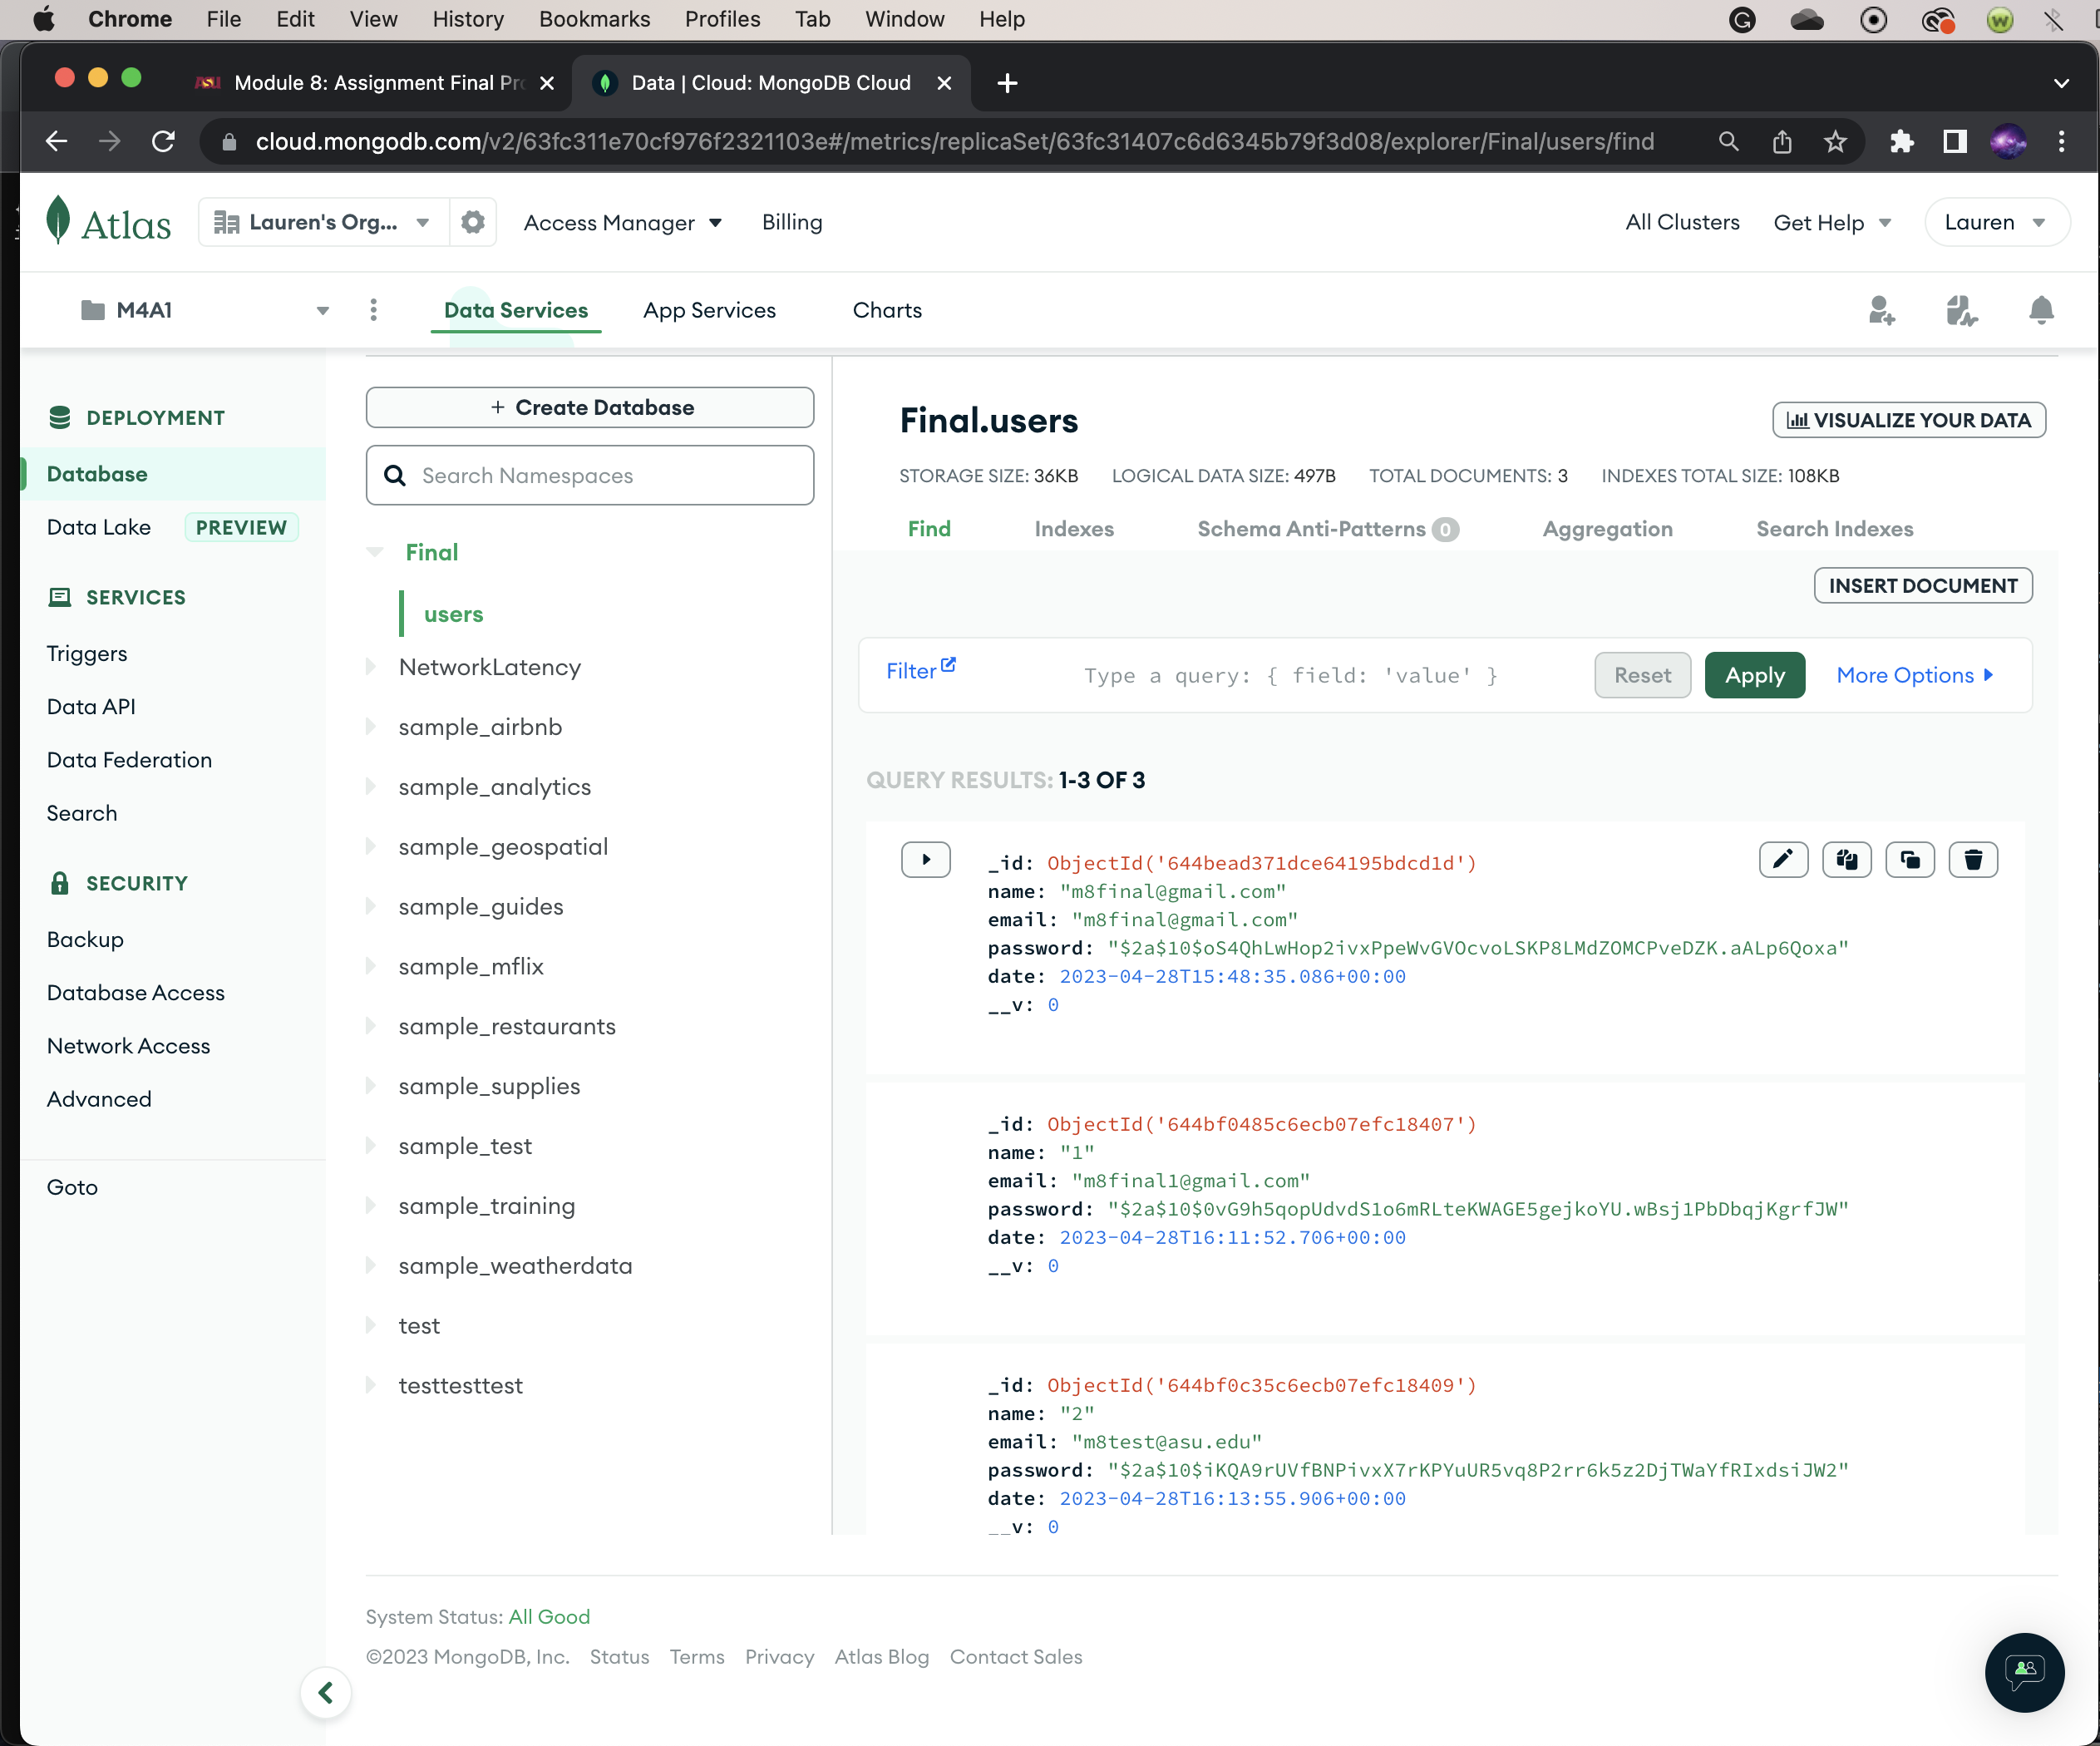 Chrome File Edit View History Bookmarks Profiles Tab Window Help
Module 8: Assignment Final Pr
Data | Cloud: MongoDB Cloud
cloud.mongodb.com/v2/63fc311e70cf976f2321103e#/metrics/replicaSet/63fc31407c6d6345b79f3d08/explorer/Final/users/find
Atlas Lauren's Org... Access Manager Billing All Clusters Get Help Lauren
M4A1 Data Services App Services Charts
DEPLOYMENT
Database
Data Lake PREVIEW
SERVICES
Triggers
Data API
Data Federation
Search
SECURITY
Backup
Database Access
Network Access
Advanced
Goto
+ Create Database
Search Namespaces
Final
users
NetworkLatency
sample_airbnb
sample_analytics
sample_geospatial
sample_guides
sample_mflix
sample_restaurants
sample_supplies
sample_test
sample_training
sample_weatherdata
test
testtesttest
Final.users
VISUALIZE YOUR DATA
STORAGE SIZE: 36KB LOGICAL DATA SIZE: 497B TOTAL DOCUMENTS: 3 INDEXES TOTAL SIZE: 108KB
Find Indexes Schema Anti-Patterns 0 Aggregation Search Indexes
INSERT DOCUMENT
Filter Type a query: { field: 'value' } Reset Apply More Options
QUERY RESULTS: 1-3 OF 3
_id: ObjectId('644bead371dce64195bdcd1d')
name: "m8final@gmail.com"
email: "m8final@gmail.com"
password: "$2a$10$oS4QhLwHop2ivxPpeWvGVOcvoLSKP8LMdZOMCPveDZK.aALp6Qoxa"
date: 2023-04-28T15:48:35.086+00:00
__v: 0
_id: ObjectId('644bf0485c6ecb07efc18407')
name: "1"
email: "m8final1@gmail.com"
password: "$2a$10$0vG9h5qopUdvdS1o6mRLteKWAGE5gejkoYU.wBsj1PbDbqjKgrfJW"
date: 2023-04-28T16:11:52.706+00:00
__v: 0
_id: ObjectId('644bf0c35c6ecb07efc18409')
name: "2"
email: "m8test@asu.edu"
password: "$2a$10$iKQA9rUVfBNPivxX7rKPYuUR5vq8P2rr6k5z2DjTWaYfRIxdsiJW2"
date: 2023-04-28T16:13:55.906+00:00
__v: 0
System Status: All Good
©2023 MongoDB, Inc. Status Terms Privacy Atlas Blog Contact Sales